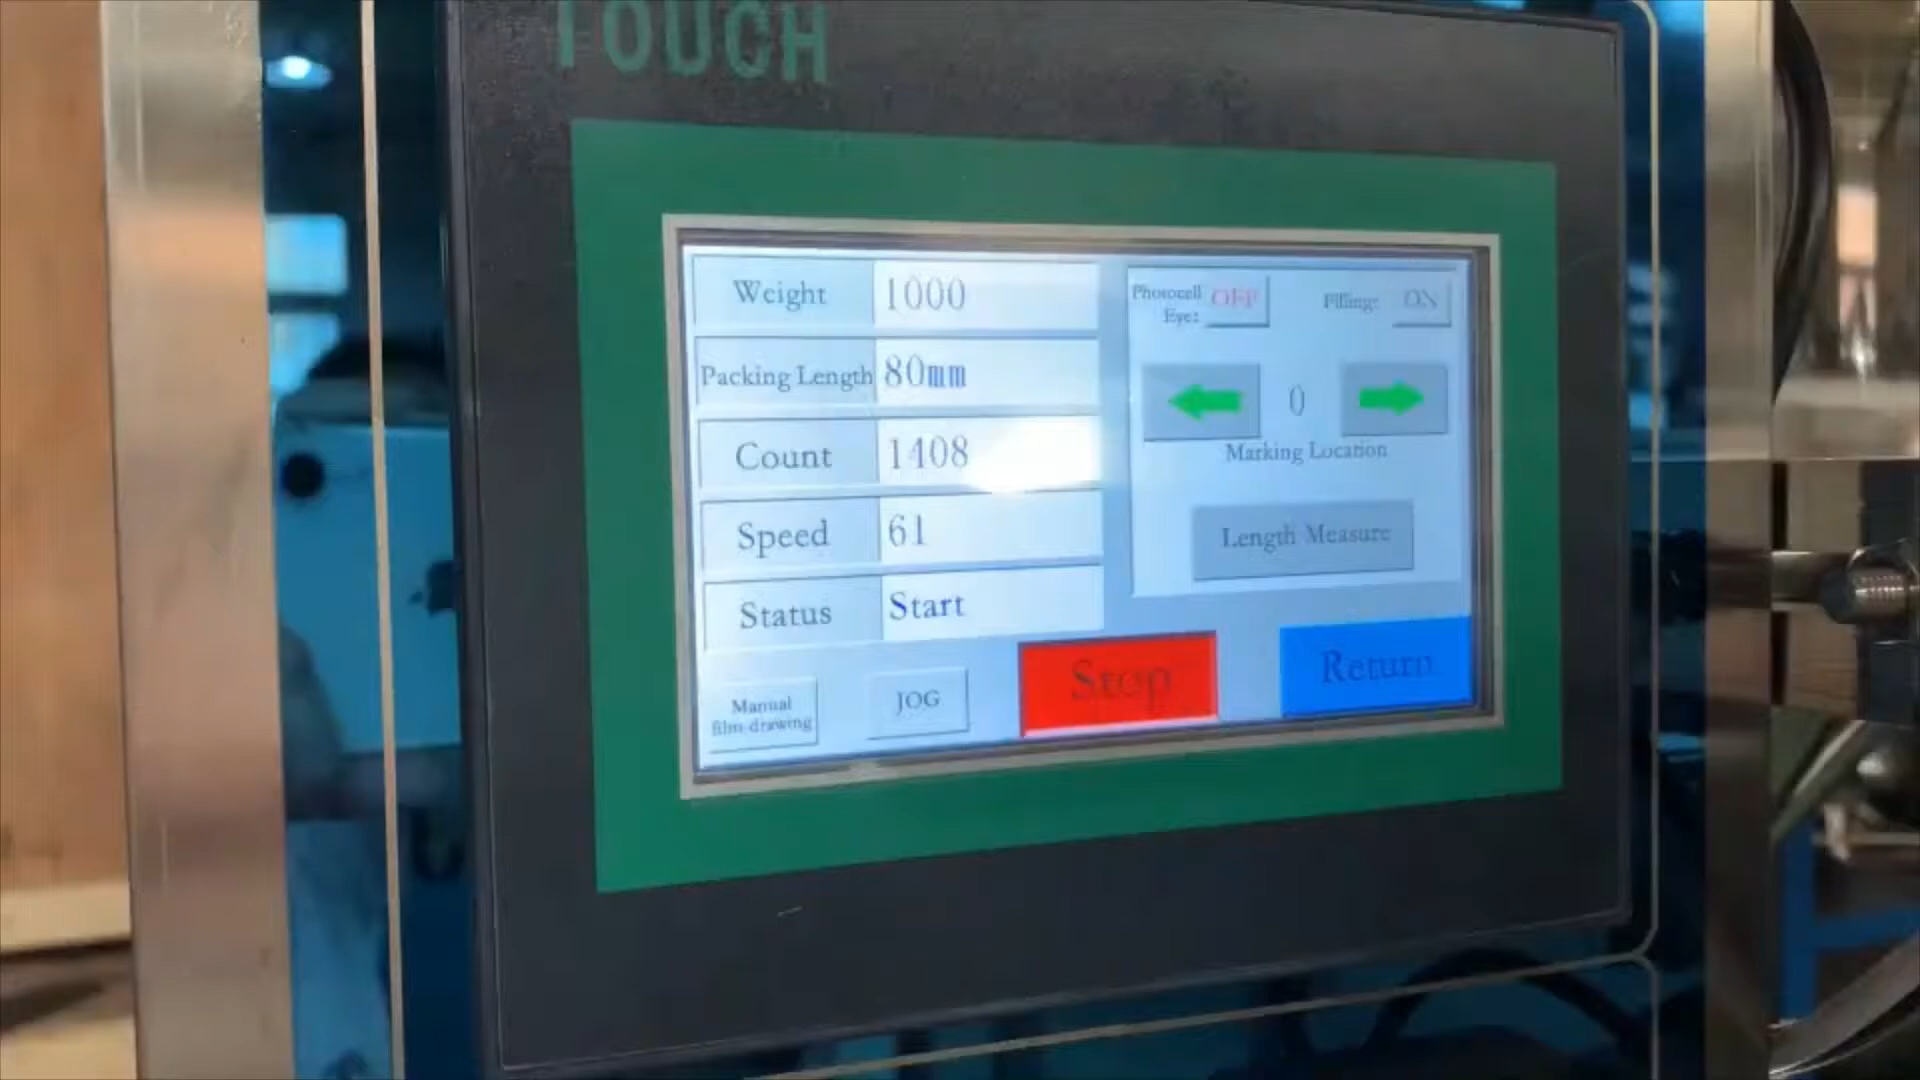 TOUCH
Weight 1000
Packing Length 80mm
Count 1408
Speed 61
Status Start
Photocell Eye: OFF
Filling: ON
0
Marking Location
Length Measure
Manual
film drawing
JOG
Stop
Return